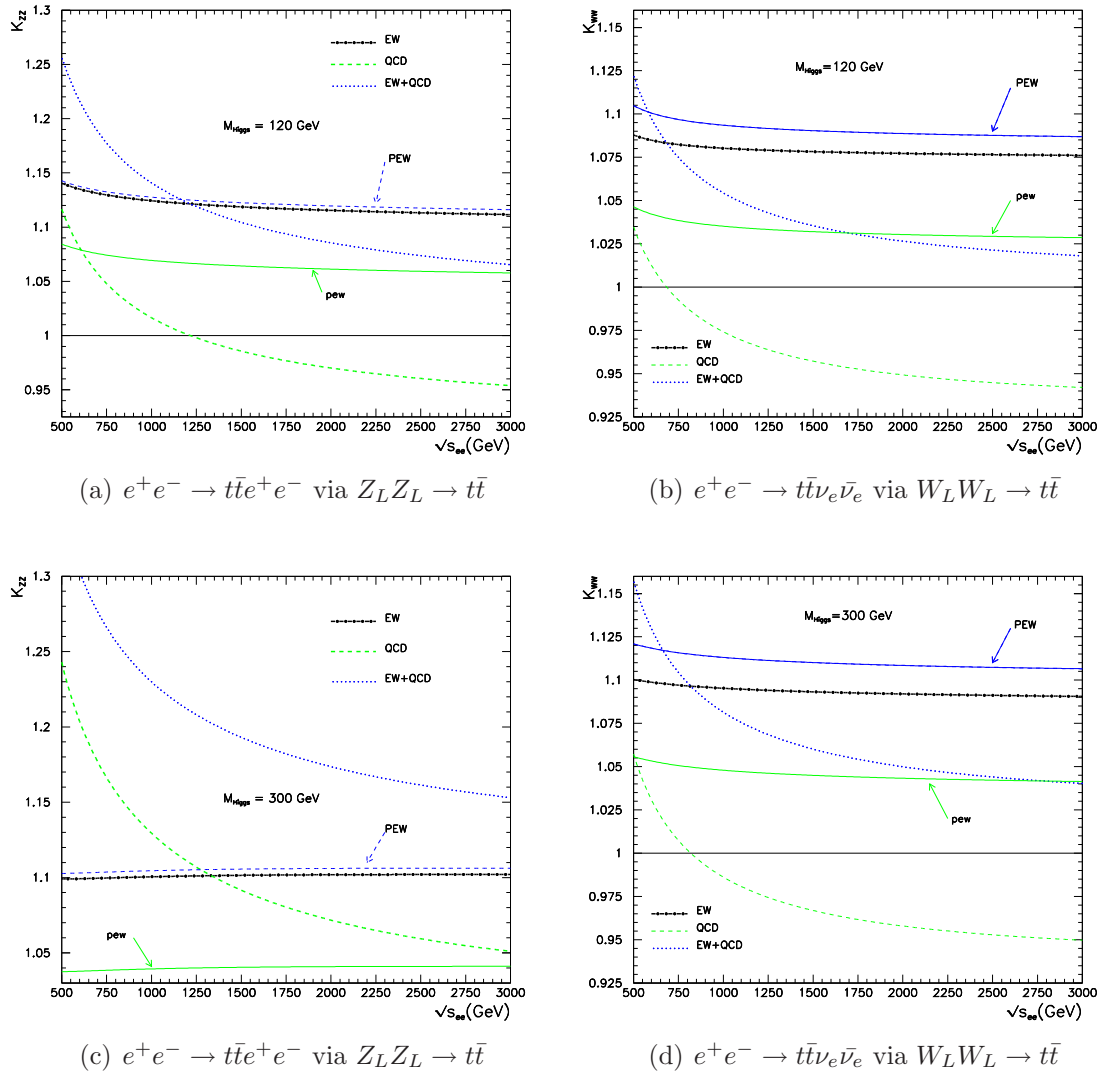 K_ZZ
1.3
1.25
1.2
1.15
1.1
1.05
1
0.95
EW
QCD
EW+QCD
M_Higgs = 120 GeV
PEW
pew
500 750 1000 1250 1500 1750 2000 2250 2500 2750 3000
√s_ee(GeV)
(a) e⁺e⁻ → tt̄e⁺e⁻ via Z_LZ_L → tt̄
K_WW
1.15
1.125
1.1
1.075
1.05
1.025
1
0.975
0.95
0.925
M_Higgs=120 GeV
PEW
pew
EW
QCD
EW+QCD
500 750 1000 1250 1500 1750 2000 2250 2500 2750 3000
√s_ee(GeV)
(b) e⁺e⁻ → tt̄ν_eν̄_e via W_LW_L → tt̄
K_ZZ
1.3
1.25
1.2
1.15
1.1
1.05
EW
QCD
EW+QCD
M_Higgs = 300 GeV
PEW
pew
500 750 1000 1250 1500 1750 2000 2250 2500 2750 3000
√s_ee(GeV)
(c) e⁺e⁻ → tt̄e⁺e⁻ via Z_LZ_L → tt̄
K_WW
1.15
1.125
1.1
1.075
1.05
1.025
1
0.975
0.95
0.925
M_Higgs=300 GeV
PEW
pew
EW
QCD
EW+QCD
500 750 1000 1250 1500 1750 2000 2250 2500 2750 3000
√s_ee(GeV)
(d) e⁺e⁻ → tt̄ν_eν̄_e via W_LW_L → tt̄